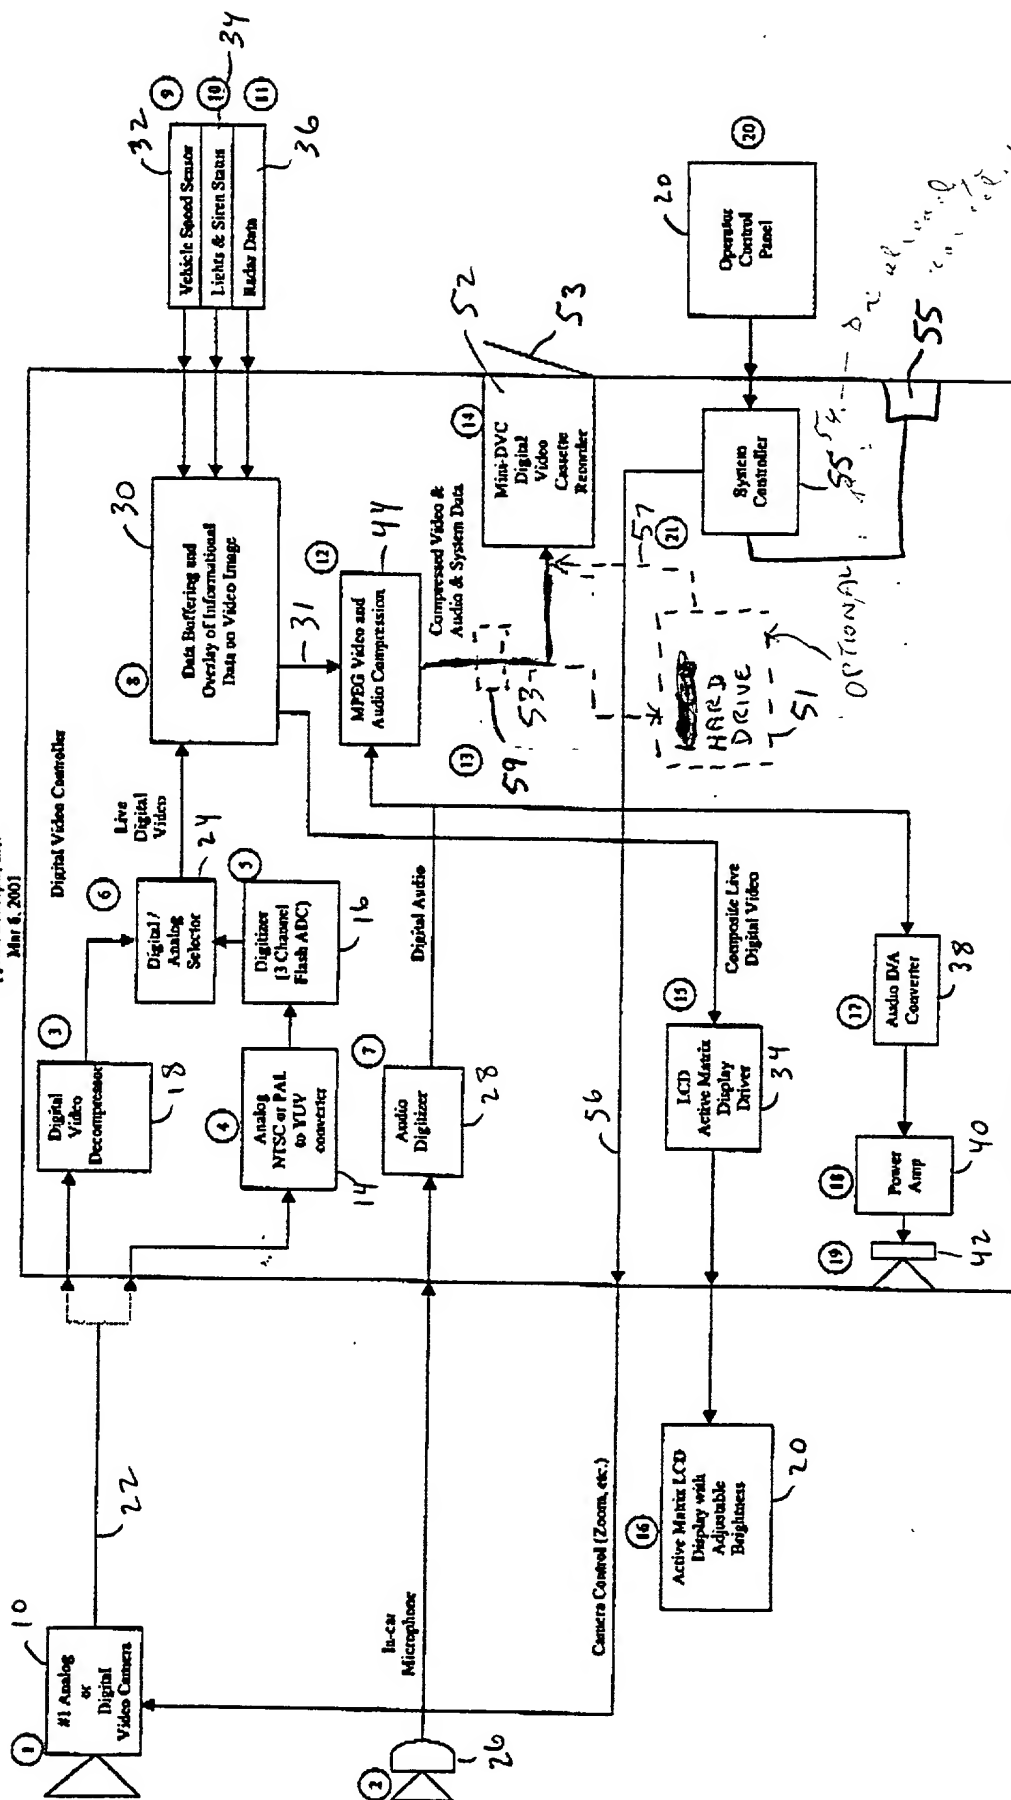 Mar 6, 2001
Digital Video Controller
1
10
#1 Analog
or
Digital
Video Camera
22
3
Digital
Video
Decompressor
18
4
Analog
NTSC or PAL
to YUV
converter
14
5
Digitizer
[3 Channel
Flash ADC)
16
6
Digital /
Analog
Selector
24
Live
Digital
Video
8
Data Buffering and
Overlay of Informational
Data on Video Image
30
31
32
9
Vehicle Speed Sensor
10
34
Lights & Siren Status
11
Radar Data
36
2
26
In-car
Microphone
7
Audio
Digitizer
28
Digital Audio
12
MPEG Video and
Audio Compression
44
13
Compressed Video &
Audio & System Data
59
53
14
Mini-DVC
Digital
Video
Cassette
Reorder
52
53
57
HARD
DRIVE
51
OPTIONAL
Camera Control (Zoom, etc.)
56
21
System
Controller
55
54
55
20
Operator
Control
Panel
20
16
Active Matrix LCD
Display with
Adjustable
Brightness
20
15
LCD
Active Matrix
Display
Driver
34
Composite Live
Digital Video
17
Audio D/A
Converter
38
18
Power
Amp
40
19
42